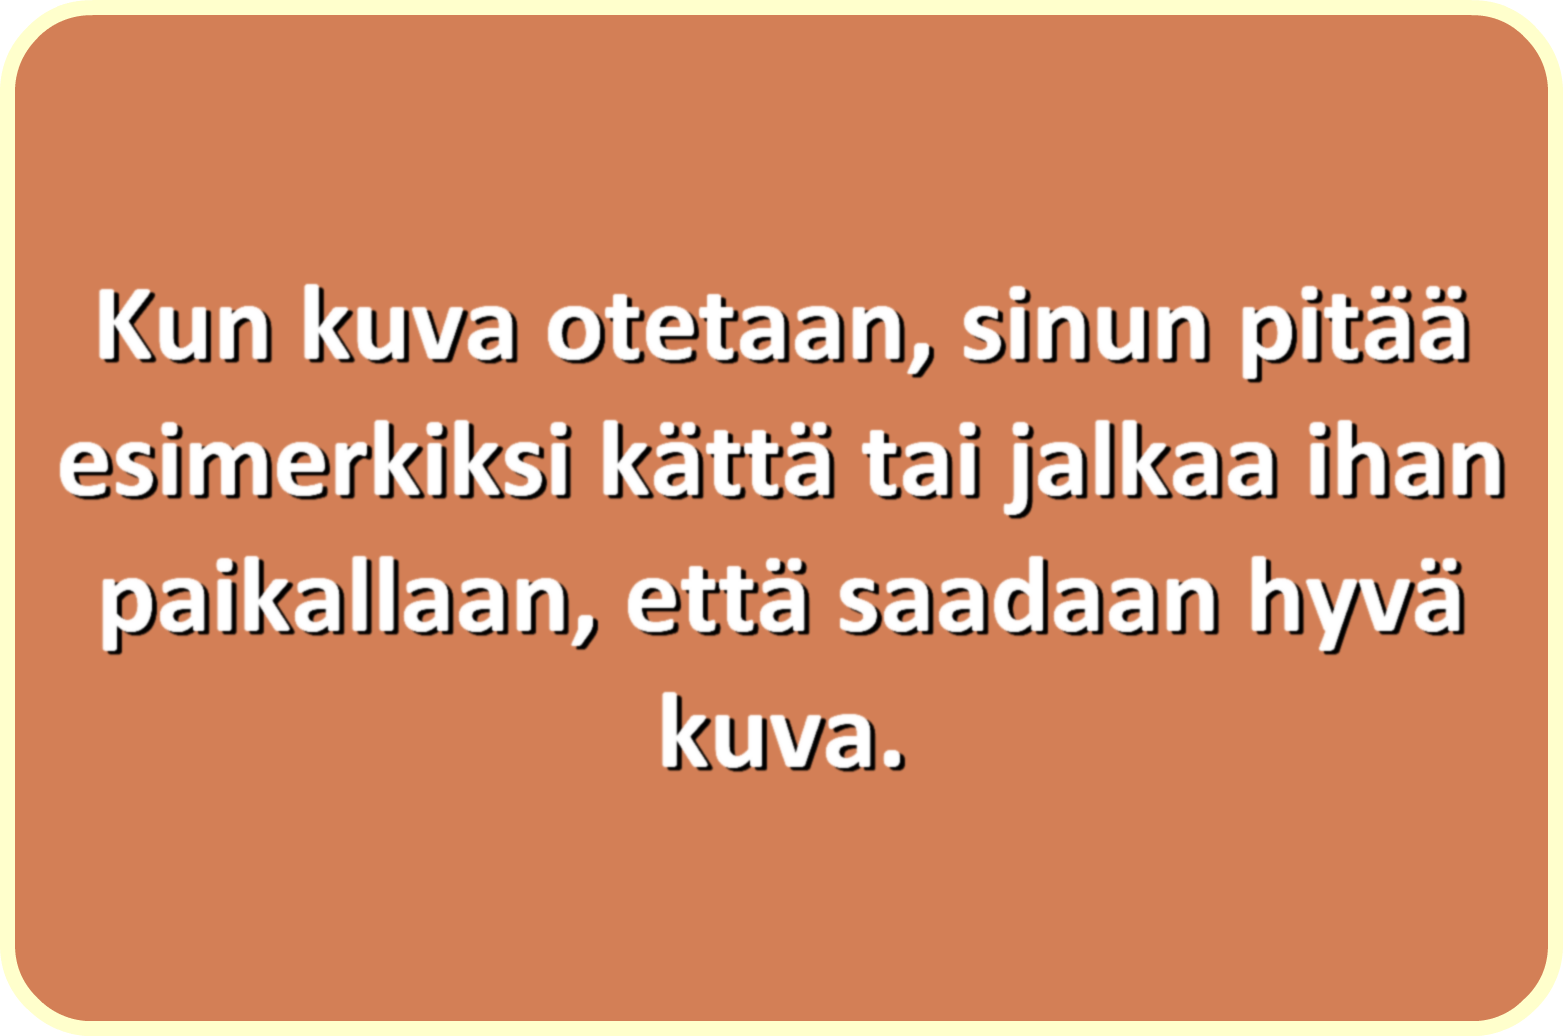 Kun kuva otetaan, sinun pitää
esimerkiksi kättä tai jalkaa ihan
paikallaan, että saadaan hyvä
kuva.